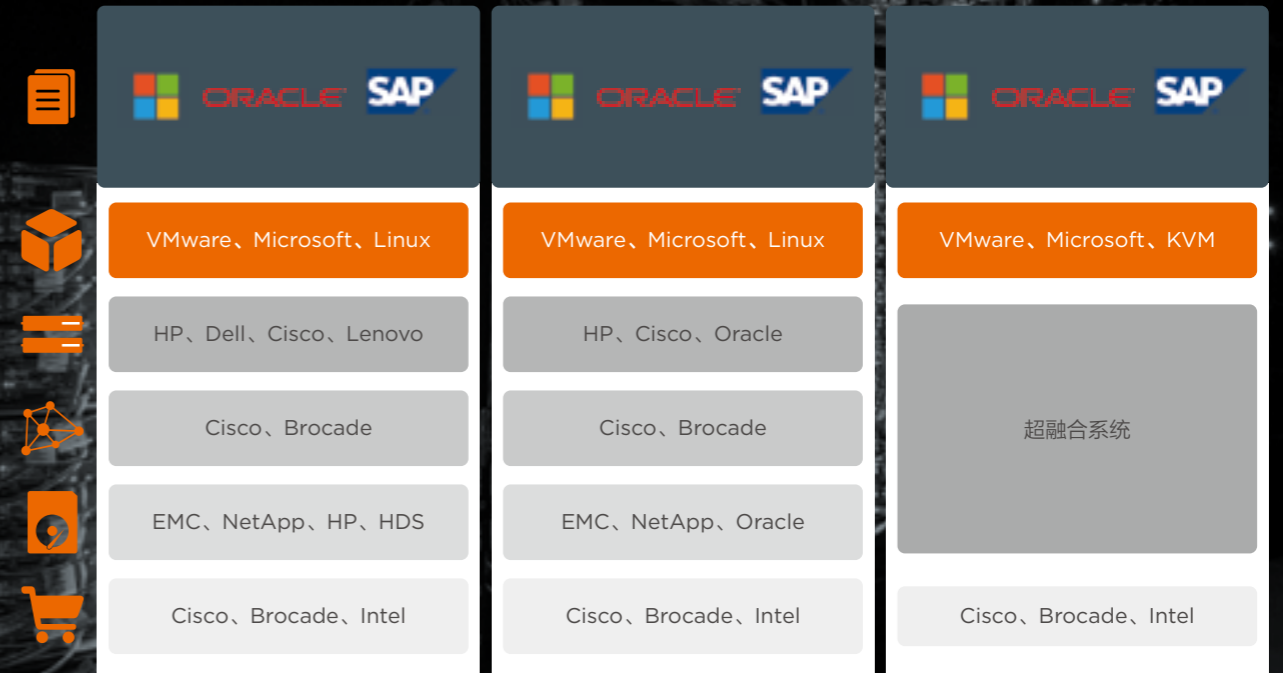 ORACLE SAP
ORACLE SAP
ORACLE SAP
VMware、Microsoft、Linux
VMware、Microsoft、Linux
VMware、Microsoft、KVM
HP、Dell、Cisco、Lenovo
HP、Cisco、Oracle
Cisco、Brocade
Cisco、Brocade
超融合系统
EMC、NetApp、HP、HDS
EMC、NetApp、Oracle
Cisco、Brocade、Intel
Cisco、Brocade、Intel
Cisco、Brocade、Intel